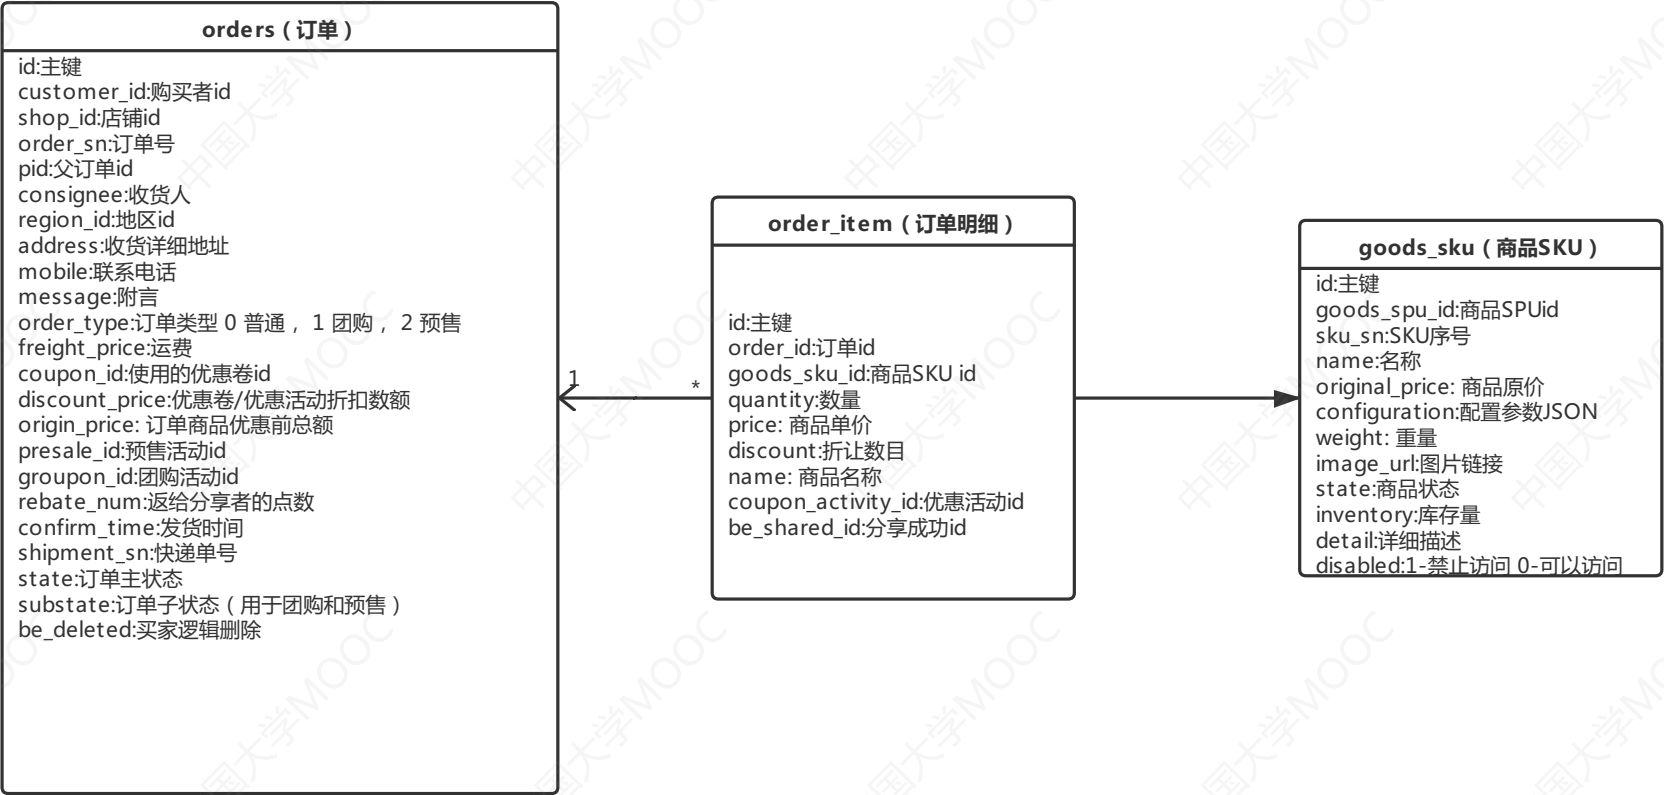 orders（订单）
id:主键
customer_id:购买者id
shop_id:店铺id
order_sn:订单号
pid:父订单id
consignee:收货人
region_id:地区id
address:收货详细地址
mobile:联系电话
message:附言
order_type:订单类型 0 普通， 1 团购， 2 预售
freight_price:运费
coupon_id:使用的优惠卷id
discount_price:优惠卷/优惠活动折扣数额
origin_price: 订单商品优惠前总额
presale_id:预售活动id
groupon_id:团购活动id
rebate_num:返给分享者的点数
confirm_time:发货时间
shipment_sn:快递单号
state:订单主状态
substate:订单子状态（用于团购和预售）
be_deleted:买家逻辑删除
1
*
order_item（订单明细）
id:主键
order_id:订单id
goods_sku_id:商品SKU id
quantity:数量
price: 商品单价
discount:折让数目
name: 商品名称
coupon_activity_id:优惠活动id
be_shared_id:分享成功id
goods_sku（商品SKU）
id:主键
goods_spu_id:商品SPUid
sku_sn:SKU序号
name:名称
original_price: 商品原价
configuration:配置参数JSON
weight: 重量
image_url:图片链接
state:商品状态
inventory:库存量
detail:详细描述
disabled:1-禁止访问 0-可以访问
中国大学MOOC